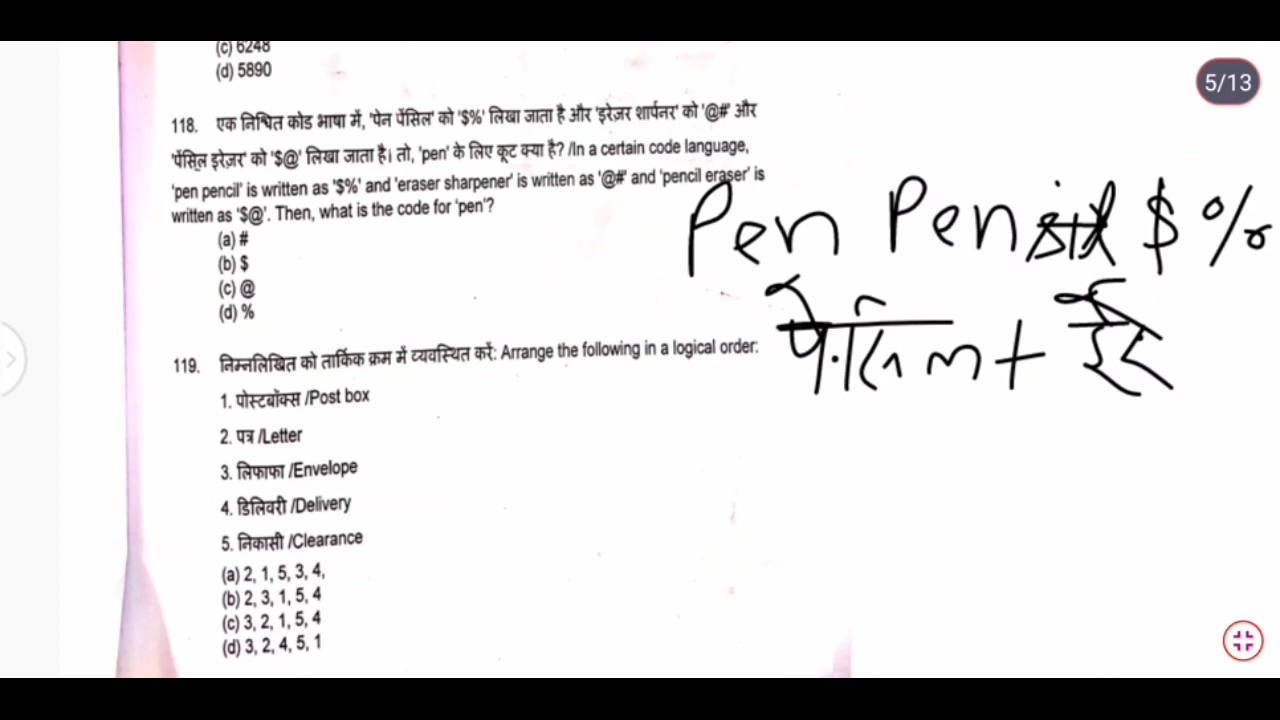 (c) 6248
(d) 5890
5/13
118. एक निश्चित कोड भाषा में, 'पेन पेंसिल' को '$%' लिखा जाता है और 'इरेज़र शार्पनर' को '@#' और
'पेंसिल इरेज़र' को '$@' लिखा जाता है। तो, 'pen' के लिए कूट क्या है? /In a certain code language,
'pen pencil' is written as '$%' and 'eraser sharpener' is written as '@#' and 'pencil eraser' is
written as '$@'. Then, what is the code for 'pen'?
(a) #
(b) $
(c) @
(d) %
Pen Pen $ %
119. निम्नलिखित को तार्किक क्रम में व्यवस्थित करें: Arrange the following in a logical order:
1. पोस्टबॉक्स /Post box
2. पत्र /Letter
3. लिफाफा /Envelope
4. डिलिवरी /Delivery
5. निकासी /Clearance
(a) 2, 1, 5, 3, 4,
(b) 2, 3, 1, 5, 4
(c) 3, 2, 1, 5, 4
(d) 3, 2, 4, 5, 1